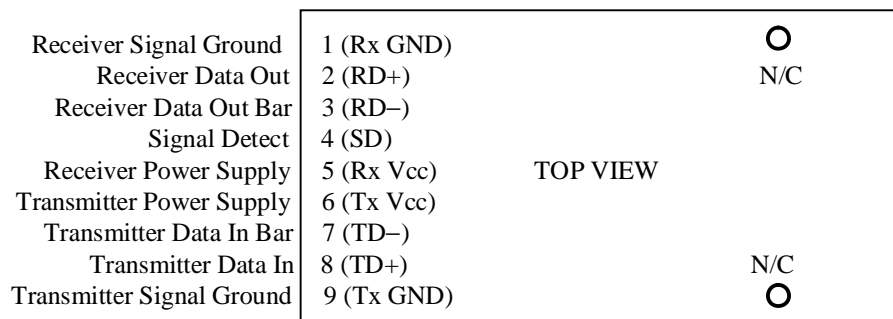 Receiver Signal Ground 1 (Rx GND)
Receiver Data Out 2 (RD+) N/C
Receiver Data Out Bar 3 (RD−)
Signal Detect 4 (SD)
Receiver Power Supply 5 (Rx Vcc) TOP VIEW
Transmitter Power Supply 6 (Tx Vcc)
Transmitter Data In Bar 7 (TD−)
Transmitter Data In 8 (TD+) N/C
Transmitter Signal Ground 9 (Tx GND)